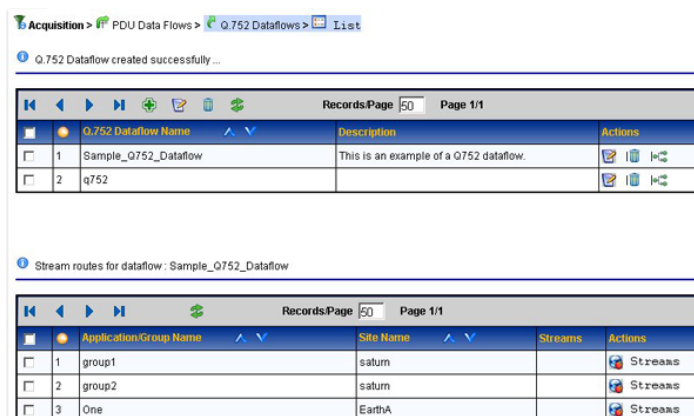 Acquisition > PDU Data Flows > Q.752 Dataflows > List
Q.752 Dataflow created successfully ...
Records/Page 50 Page 1/1
Q.752 Dataflow Name Description Actions
1 Sample_Q752_Dataflow This is an example of a Q752 dataflow.
2 q752
Stream routes for dataflow : Sample_Q752_Dataflow
Records/Page 50 Page 1/1
Application/Group Name Site Name Streams Actions
1 group1 saturn Streams
2 group2 saturn Streams
3 One EarthA Streams